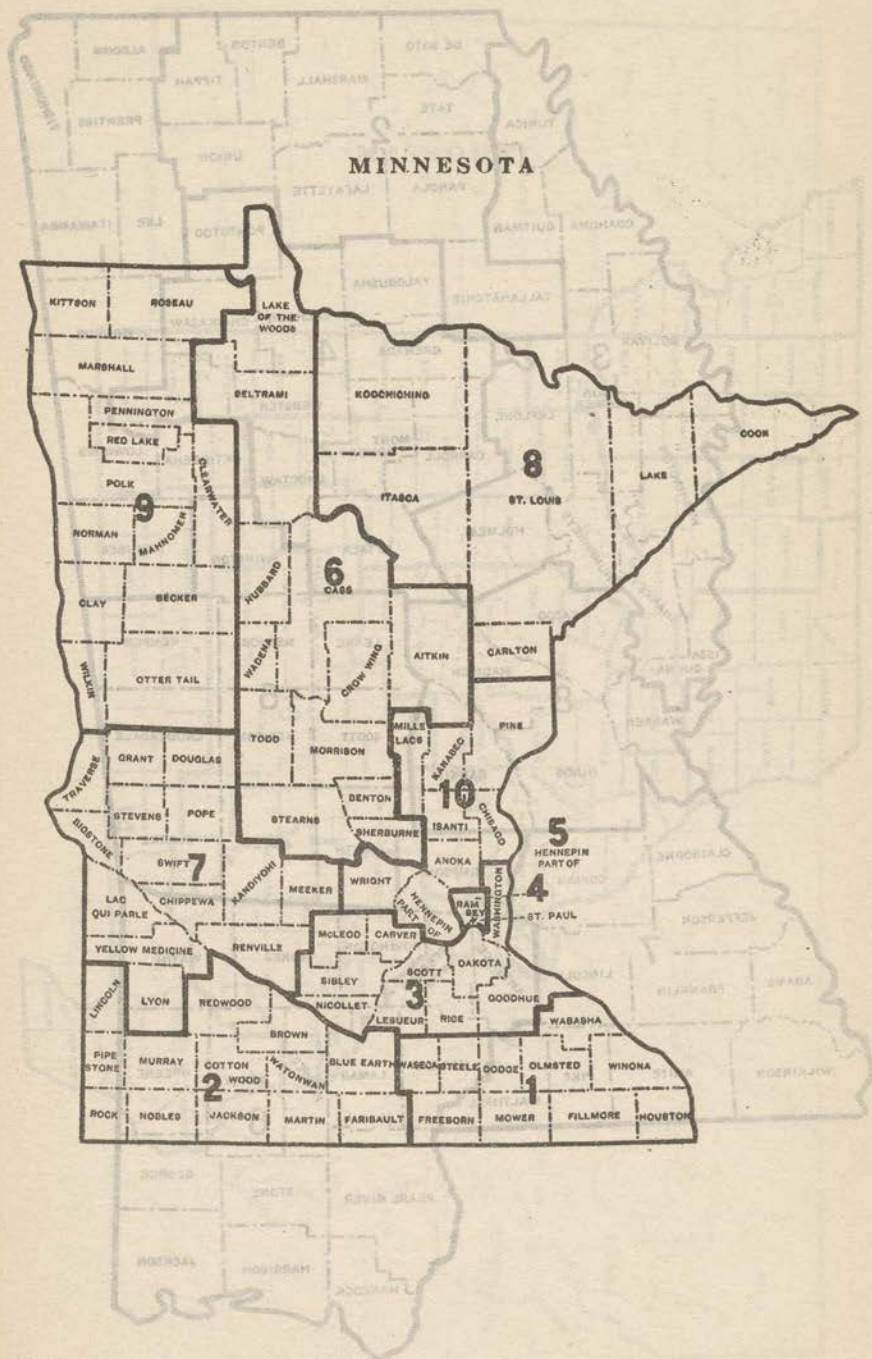 MINNESOTA
KITTSON
ROSEAU
LAKE
OF THE
WOODS
MARSHALL
BELTRAMI
KOOCHICHING
PENNINGTON
RED LAKE
POLK
CLEARWATER
9
NORMAN
MAHNOMEN
ITASCA
8
ST. LOUIS
LAKE
COOK
CLAY
BECKER
HUBBARD
6
CASS
WILKIN
OTTER TAIL
WADENA
CROW WING
AITKIN
CARLTON
TODD
MORRISON
MILLE
LACS
KANABEC
PINE
TRAVERSE
GRANT
DOUGLAS
BIGSTONE
STEVENS
POPE
STEARNS
BENTON
SHERBURNE
10
ISANTI
CHISAGO
ANOKA
5
HENNEPIN
PART OF
SWIFT
7
LAC
QUI PARLE
CHIPPEWA
KANDIYOHI
MEEKER
WRIGHT
HENNEPIN
PART OF
RAM
SEY
WASHINGTON
4
ST. PAUL
YELLOW MEDICINE
RENVILLE
McLEOD
CARVER
SIBLEY
SCOTT
DAKOTA
3
NICOLLET
LESUEUR
RICE
GOODHUE
WABASHA
LINCOLN
LYON
REDWOOD
BROWN
PIPE
STONE
MURRAY
COTTON
WOOD
WATONWAN
BLUE EARTH
WASECA
STEELE
DODGE
OLMSTED
WINONA
2
1
ROCK
NOBLES
JACKSON
MARTIN
FARIBAULT
FREEBORN
MOWER
FILLMORE
HOUSTON